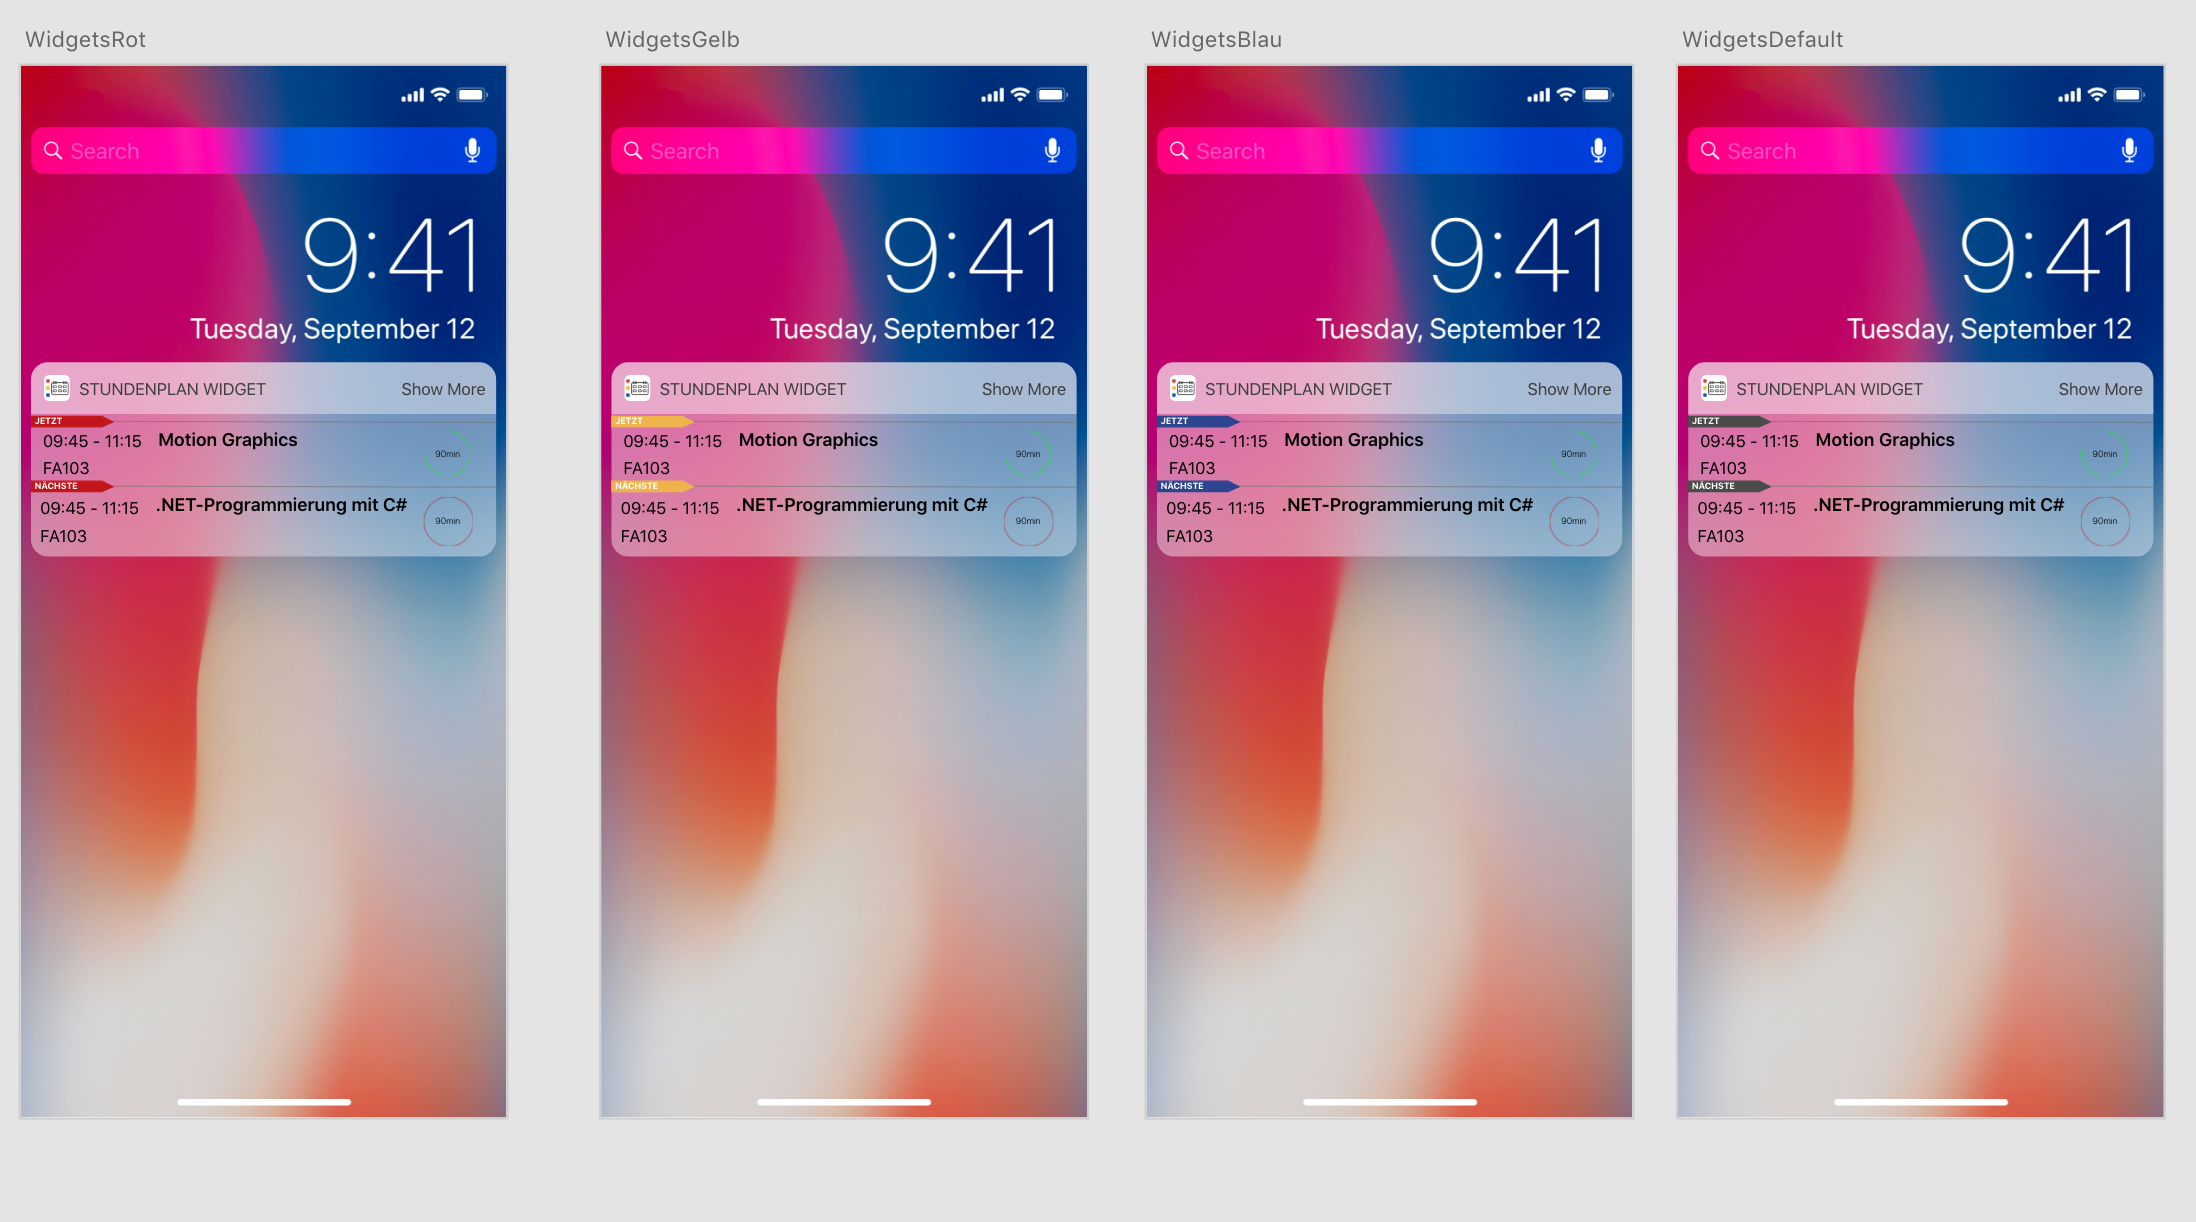 WidgetsRot
Search
9:41
Tuesday, September 12
STUNDENPLAN WIDGET Show More
JETZT
09:45 - 11:15 Motion Graphics
90min
FA103
NÄCHSTE
09:45 - 11:15 .NET-Programmierung mit C#
90min
FA103
WidgetsGelb
Search
9:41
Tuesday, September 12
STUNDENPLAN WIDGET Show More
JETZT
09:45 - 11:15 Motion Graphics
90min
FA103
NÄCHSTE
09:45 - 11:15 .NET-Programmierung mit C#
90min
FA103
WidgetsBlau
Search
9:41
Tuesday, September 12
STUNDENPLAN WIDGET Show More
JETZT
09:45 - 11:15 Motion Graphics
90min
FA103
NÄCHSTE
09:45 - 11:15 .NET-Programmierung mit C#
90min
FA103
WidgetsDefault
Search
9:41
Tuesday, September 12
STUNDENPLAN WIDGET Show More
JETZT
09:45 - 11:15 Motion Graphics
90min
FA103
NÄCHSTE
09:45 - 11:15 .NET-Programmierung mit C#
90min
FA103